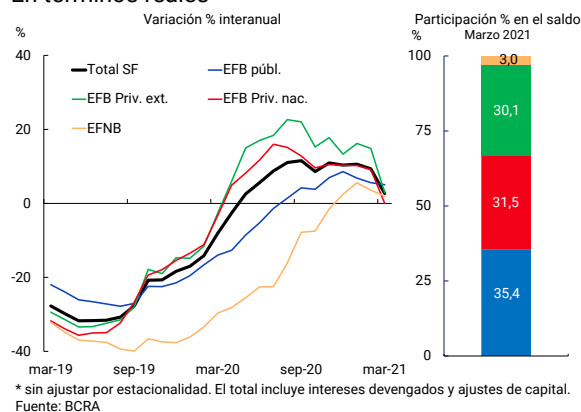 En términos reales
Variación % interanual
Participación % en el saldo
Marzo 2021
%
%
40
20
0
-20
-40
Total SF
EFB públ.
EFB Priv. ext.
EFB Priv. nac.
EFNB
mar-19
sep-19
mar-20
sep-20
mar-21
100
75
50
25
0
3,0
30,1
31,5
35,4
* sin ajustar por estacionalidad. El total incluye intereses devengados y ajustes de capital.
Fuente: BCRA